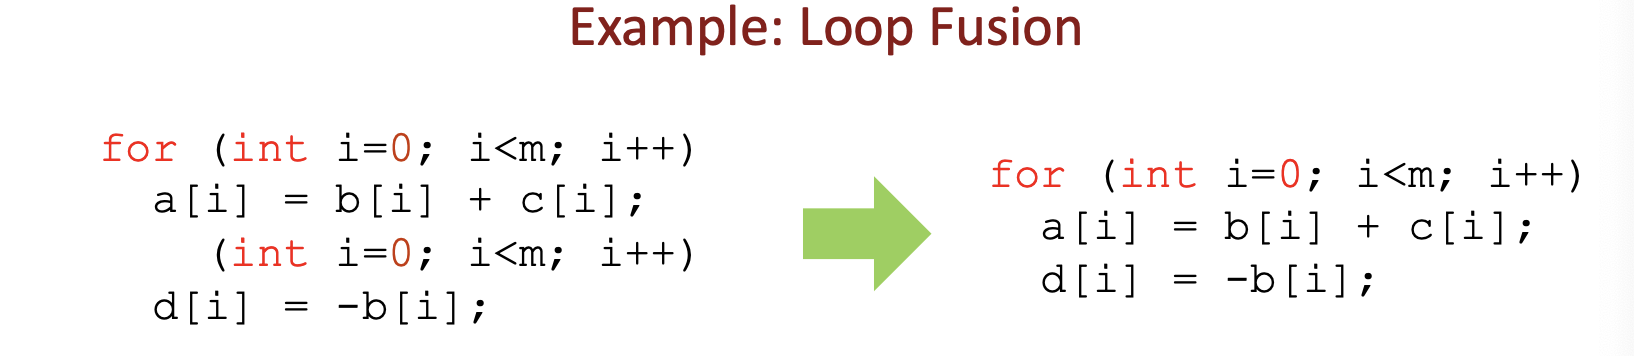 Example: Loop Fusion
for (int i=0; i<m; i++)
  a[i] = b[i] + c[i];
    (int i=0; i<m; i++)
  d[i] = -b[i];
for (int i=0; i<m; i++)
  a[i] = b[i] + c[i];
  d[i] = -b[i];